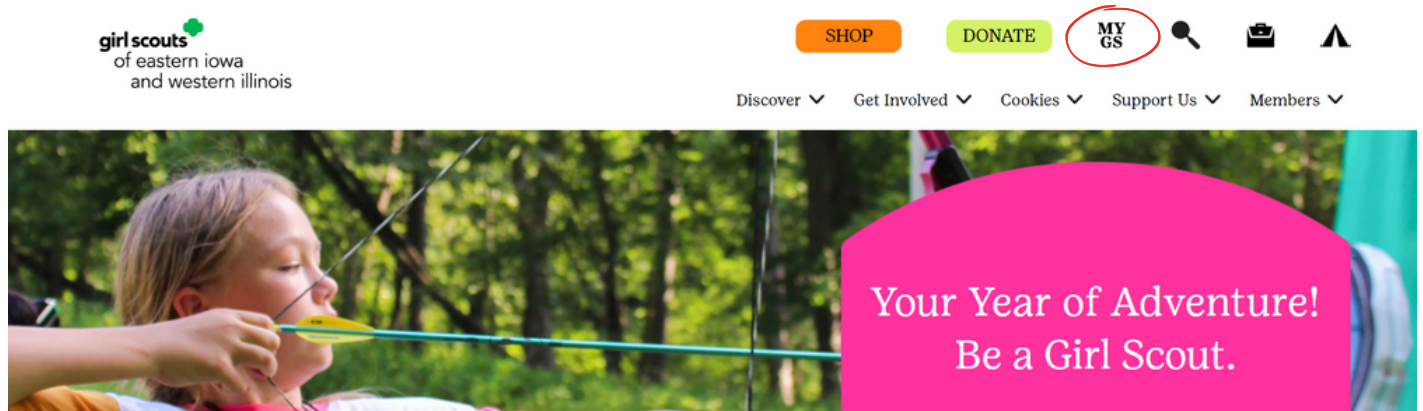 girl scouts
of eastern iowa
and western illinois
SHOP
DONATE
MY
GS
Discover
Get Involved
Cookies
Support Us
Members
Your Year of Adventure!
Be a Girl Scout.